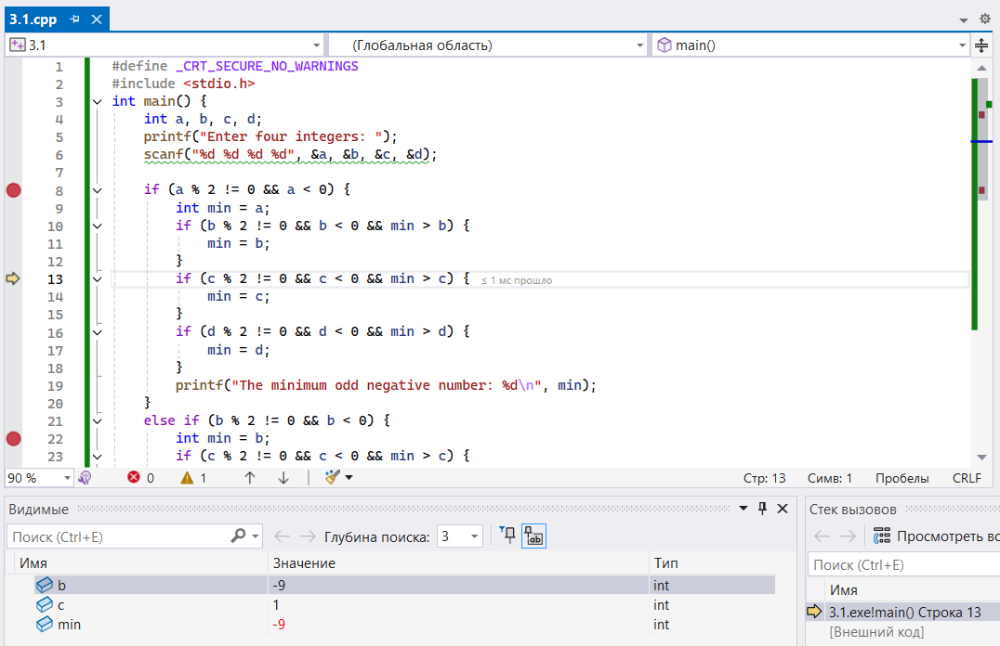 3.1.cpp
3.1 (Глобальная область) main()
1 #define _CRT_SECURE_NO_WARNINGS
2 #include <stdio.h>
3 int main() {
4 int a, b, c, d;
5 printf("Enter four integers: ");
6 scanf("%d %d %d %d", &a, &b, &c, &d);
7
8 if (a % 2 != 0 && a < 0) {
9 int min = a;
10 if (b % 2 != 0 && b < 0 && min > b) {
11 min = b;
12 }
13 if (c % 2 != 0 && c < 0 && min > c) { ≤ 1 мс прошло
14 min = c;
15 }
16 if (d % 2 != 0 && d < 0 && min > d) {
17 min = d;
18 }
19 printf("The minimum odd negative number: %d\n", min);
20 }
21 else if (b % 2 != 0 && b < 0) {
22 int min = b;
23 if (c % 2 != 0 && c < 0 && min > c) {
90 % 0 1 Стр: 13 Симв: 1 Пробелы CRLF
Видимые
Поиск (Ctrl+E) Глубина поиска: 3
Имя Значение Тип
b -9 int
c 1 int
min -9 int
Стек вызовов
Просмотреть вс
Поиск (Ctrl+E)
Имя
3.1.exe!main() Строка 13
[Внешний код]